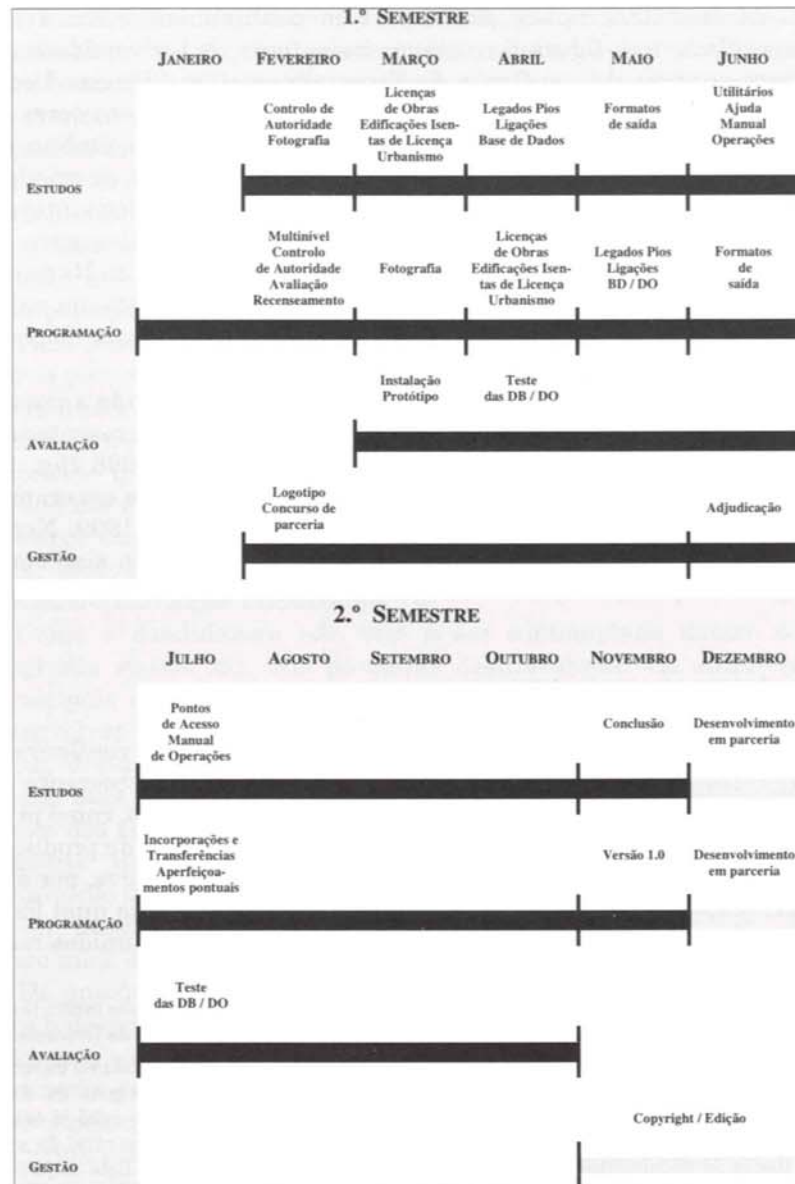 1.º SEMESTRE
JANEIRO FEVEREIRO MARÇO ABRIL MAIO JUNHO
Controlo de
Autoridade
Fotografia
Licenças
de Obras
Edificações Isen-
tas de Licença
Urbanismo
Legados Pios
Ligações
Base de Dados
Formatos
de saída
Utilitários
Ajuda
Manual
Operações
ESTUDOS
Multinível
Controlo
de Autoridade
Avaliação
Recenseamento
Fotografia
Licenças
de Obras
Edificações Isen-
tas de Licença
Urbanismo
Legados Pios
Ligações
BD / DO
Formatos
de
saída
PROGRAMAÇÃO
Instalação
Protótipo
Teste
das DB / DO
AVALIAÇÃO
Logotipo
Concurso de
parceria
Adjudicação
GESTÃO
2.º SEMESTRE
JULHO AGOSTO SETEMBRO OUTUBRO NOVEMBRO DEZEMBRO
Pontos
de Acesso
Manual
de Operações
Conclusão
Desenvolvimento
em parceria
ESTUDOS
Incorporações e
Transferências
Aperfeiçoa-
mentos pontuais
Versão 1.0
Desenvolvimento
em parceria
PROGRAMAÇÃO
Teste
das DB / DO
AVALIAÇÃO
Copyright / Edição
GESTÃO